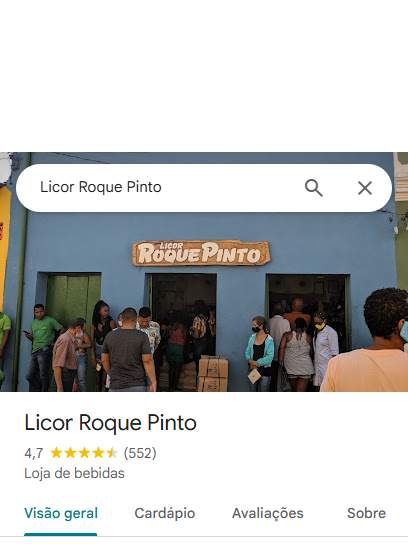 Licor Roque Pinto
LICOR
ROQUE PINTO
Licor Roque Pinto
4,7 (552)
Loja de bebidas
Visão geral Cardápio Avaliações Sobre